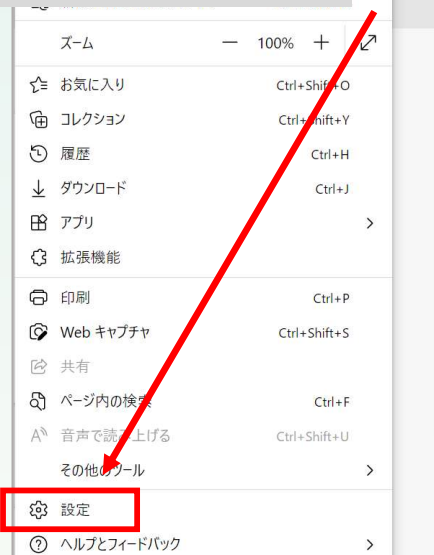 ズーム — 100% +
お気に入り Ctrl+Shift+O
コレクション Ctrl+Shift+Y
履歴 Ctrl+H
ダウンロード Ctrl+J
アプリ
拡張機能
印刷 Ctrl+P
Web キャプチャ Ctrl+Shift+S
共有
ページ内の検索 Ctrl+F
音声で読み上げる Ctrl+Shift+U
その他のツール
設定
ヘルプとフィードバック